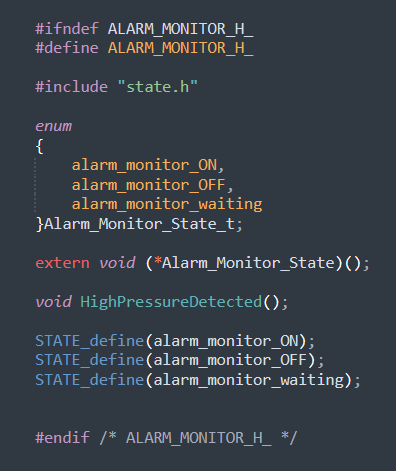 #ifndef ALARM_MONITOR_H_
#define ALARM_MONITOR_H_
#include "state.h"
enum
{
    alarm_monitor_ON,
    alarm_monitor_OFF,
    alarm_monitor_waiting
}Alarm_Monitor_State_t;
extern void (*Alarm_Monitor_State)();
void HighPressureDetected();
STATE_define(alarm_monitor_ON);
STATE_define(alarm_monitor_OFF);
STATE_define(alarm_monitor_waiting);
#endif /* ALARM_MONITOR_H_ */